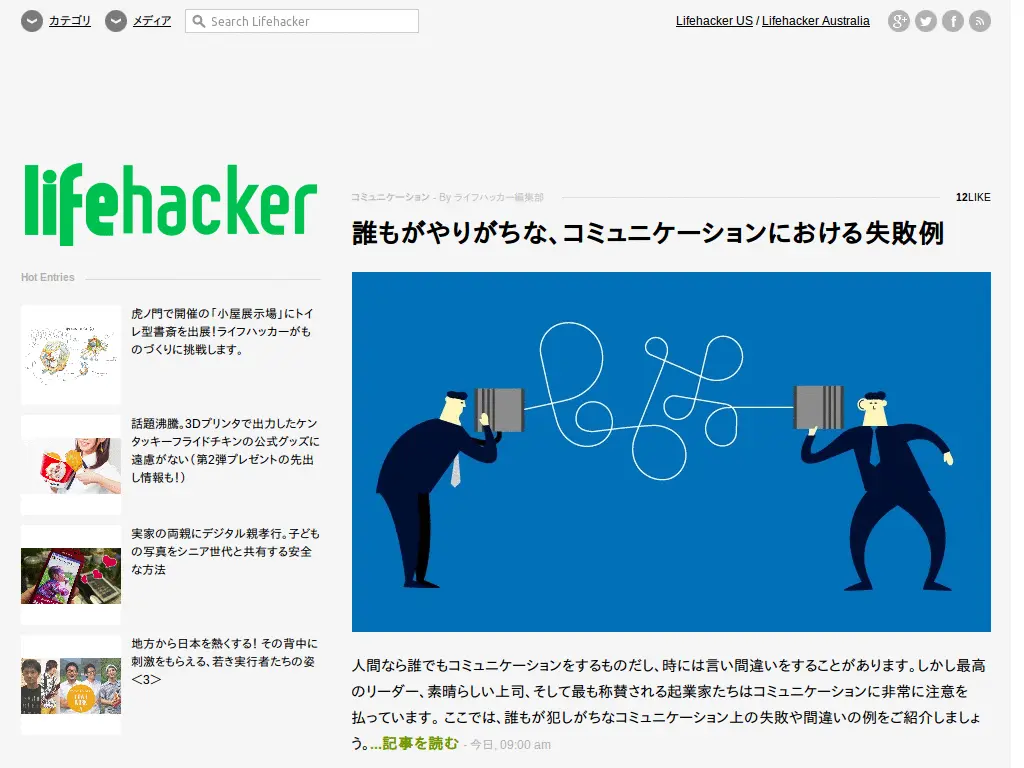 カテゴリ メディア Search Lifehacker Lifehacker US / Lifehacker Australia
lifehacker
Hot Entries
虎ノ門で開催の「小屋展示場」にトイ
レ型書斎を出展！ライフハッカーがも
のづくりに挑戦します。
話題沸騰。3Dプリンタで出力したケン
タッキーフライドチキンの公式グッズに
遠慮がない（第2弾プレゼントの先出
し情報も！）
実家の両親にデジタル親孝行。子ども
の写真をシニア世代と共有する安全
な方法
地方から日本を熱くする！ その背中に
刺激をもらえる、若き実行者たちの姿
＜3＞
コミュニケーション - By ライフハッカー編集部 12LIKE
誰もがやりがちな、コミュニケーションにおける失敗例
人間なら誰でもコミュニケーションをするものだし、時には言い間違いをすることがあります。しかし最高
のリーダー、素晴らしい上司、そして最も称賛される起業家たちはコミュニケーションに非常に注意を
払っています。 ここでは、誰もが犯しがちなコミュニケーション上の失敗や間違いの例をご紹介しましょ
う。...記事を読む - 今日, 09:00 am